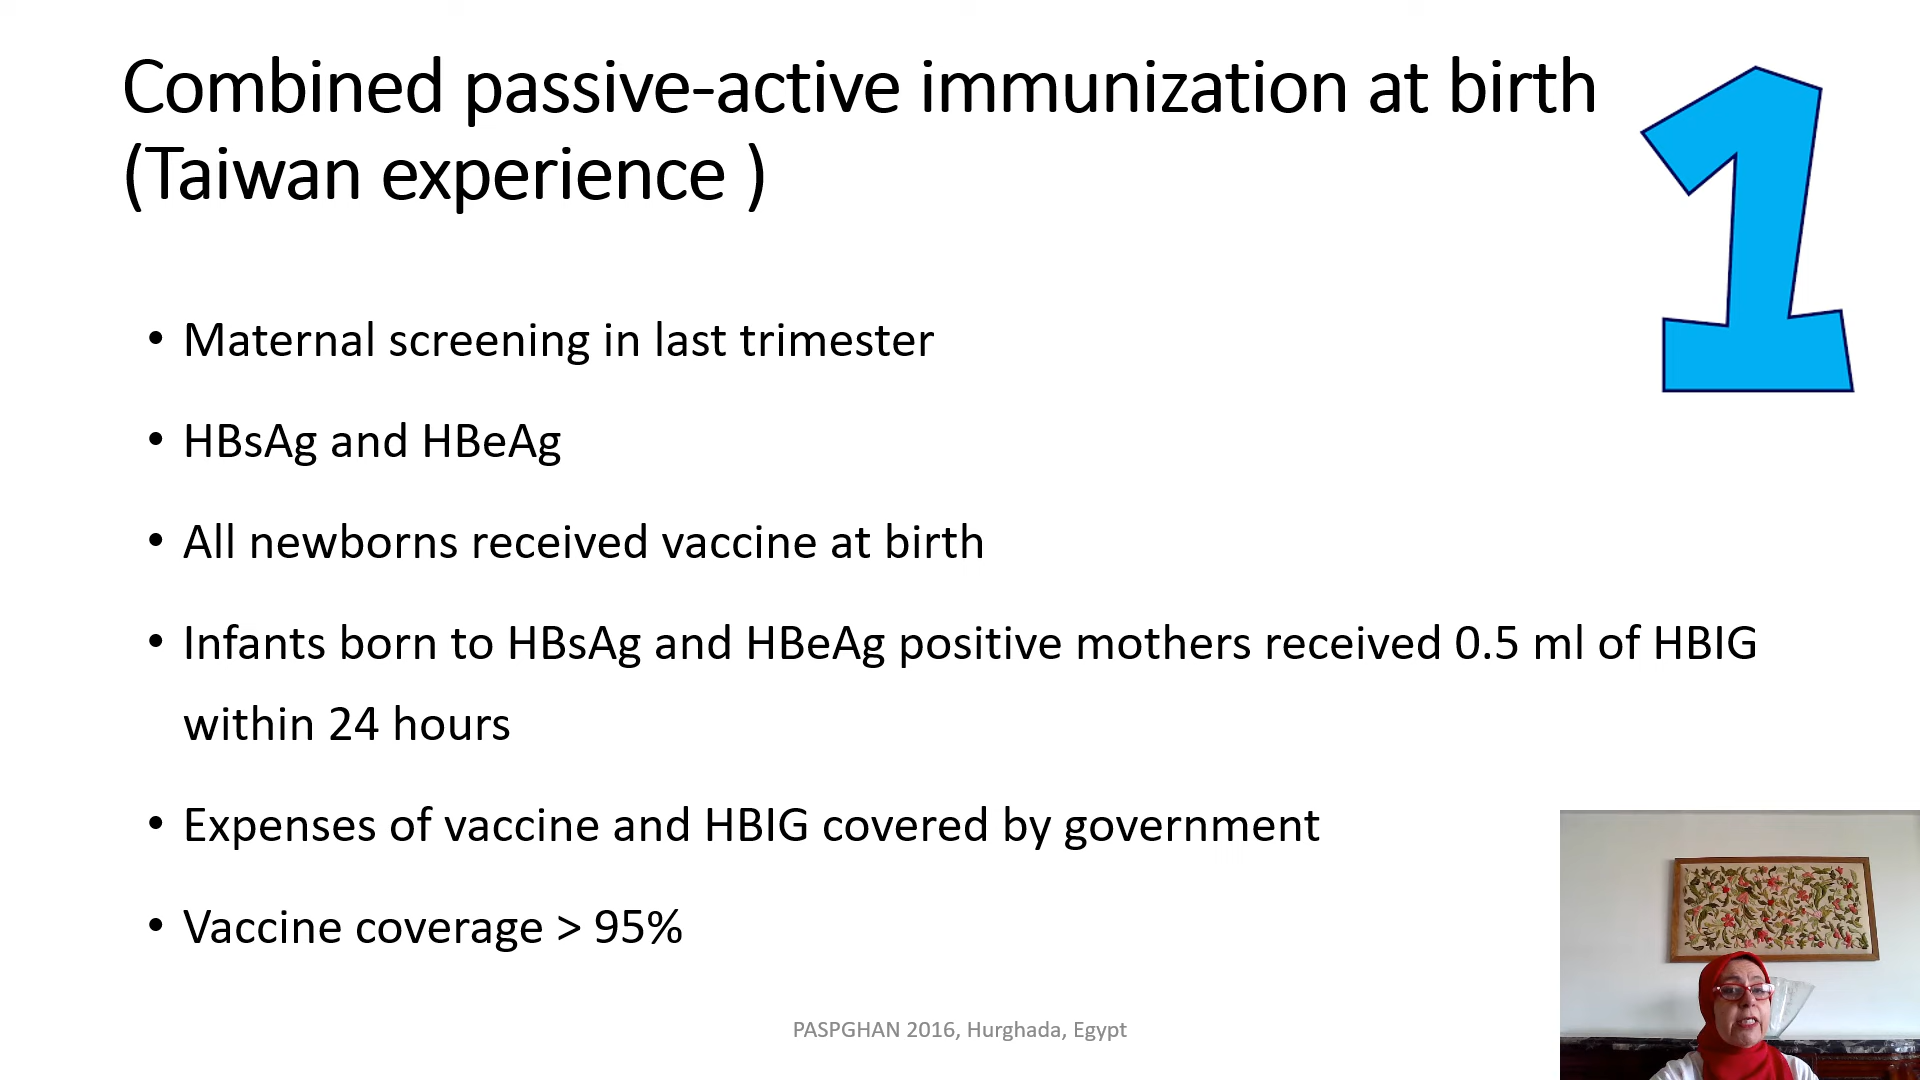 Combined passive-active immunization at birth
(Taiwan experience )
1
• Maternal screening in last trimester
• HBsAg and HBeAg
• All newborns received vaccine at birth
• Infants born to HBsAg and HBeAg positive mothers received 0.5 ml of HBIG
within 24 hours
• Expenses of vaccine and HBIG covered by government
• Vaccine coverage > 95%
PASPGHAN 2016, Hurghada, Egypt